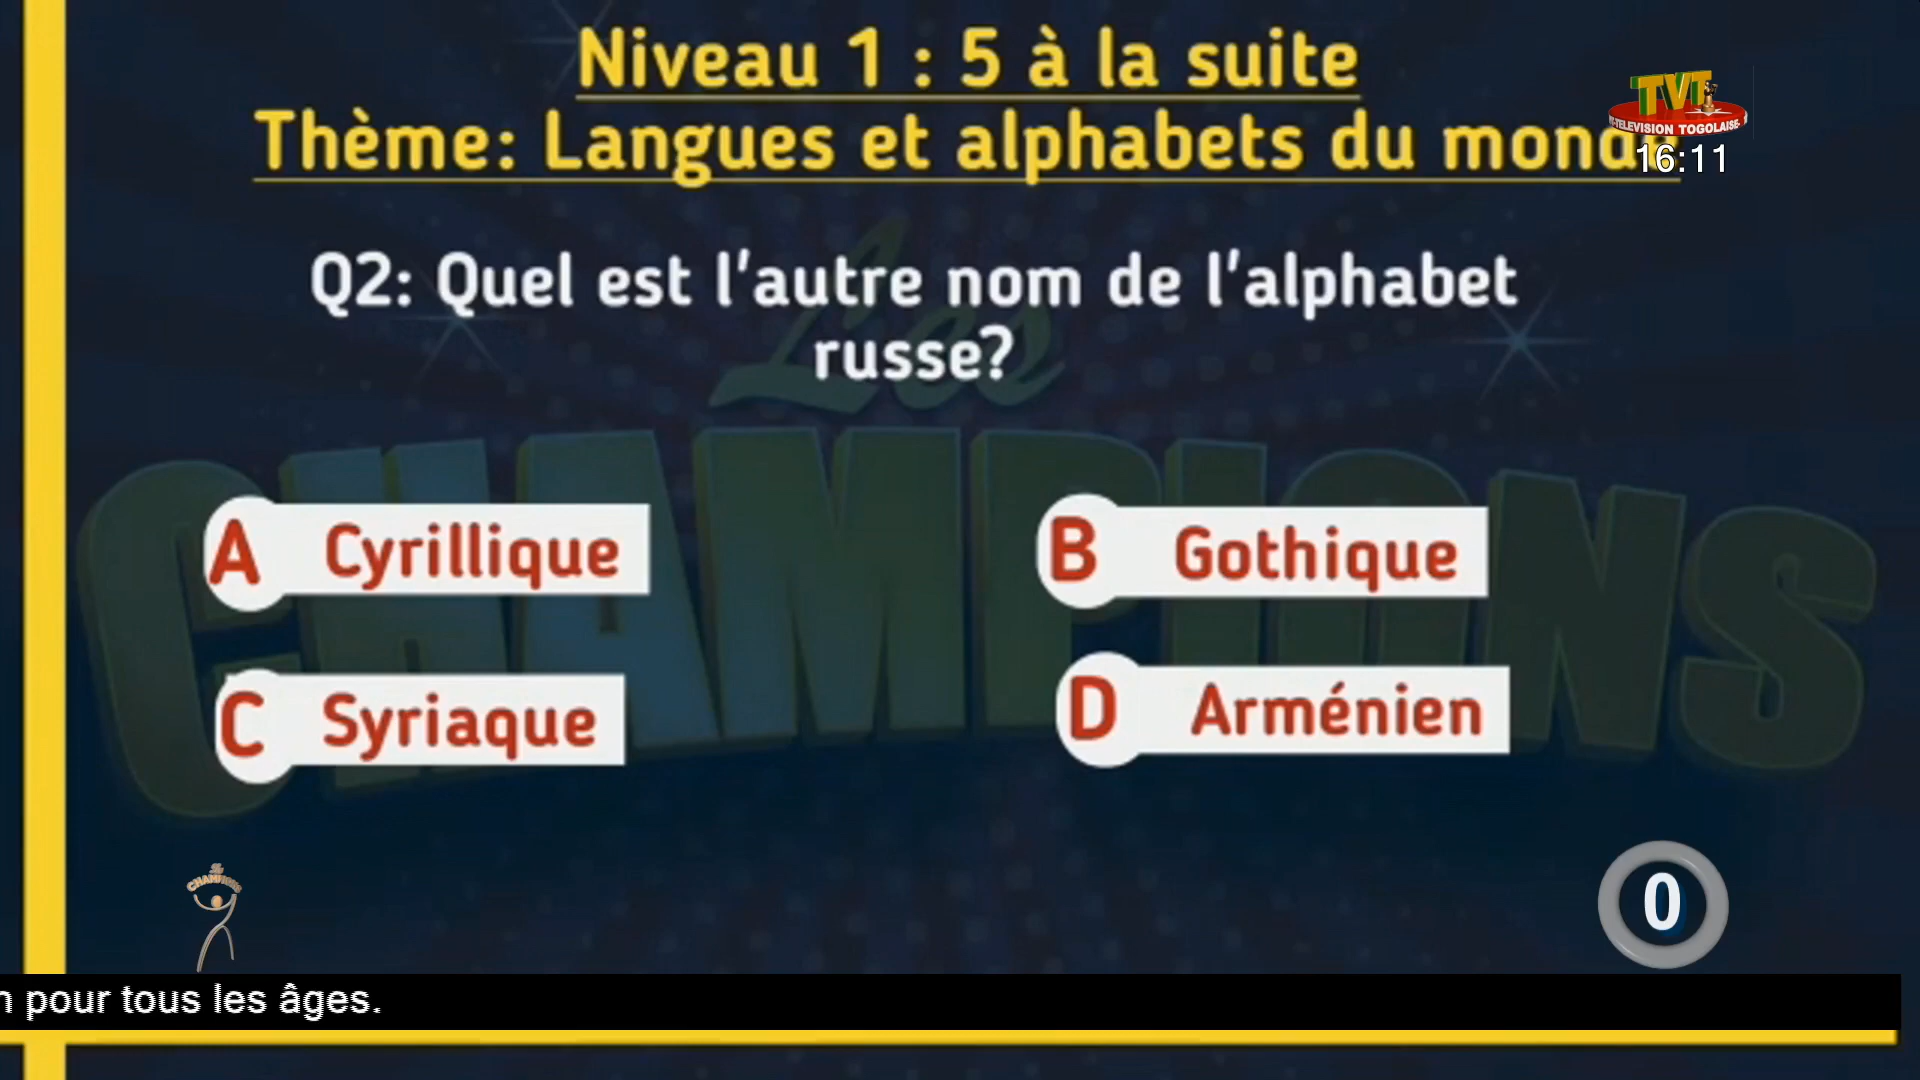 Niveau 1 : 5 à la suite
Thème: Langues et alphabets du mond
TVT
TELEVISION TOGOLAISE
16:11
Q2: Quel est l'autre nom de l'alphabet
russe?
Les
CHAMPIONS
A Cyrillique
B Gothique
C Syriaque
D Arménien
CHAMPIONS
0
pour tous les âges.